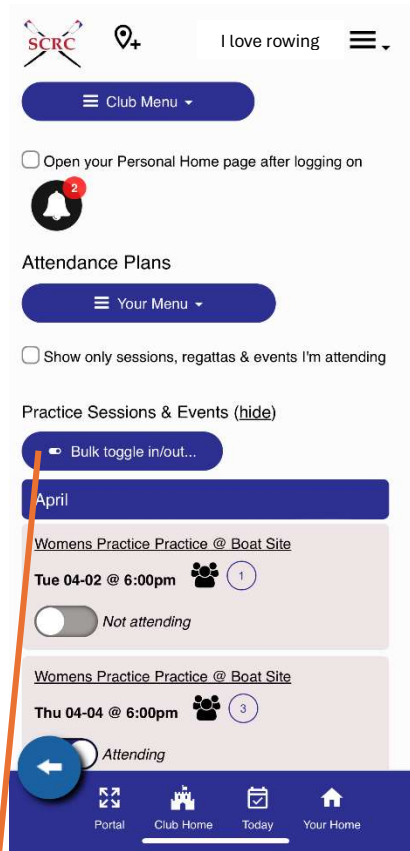 SCRC
I love rowing
Club Menu
Open your Personal Home page after logging on
2
Attendance Plans
Your Menu
Show only sessions, regattas & events I'm attending
Practice Sessions & Events (hide)
Bulk toggle in/out...
April
Womens Practice Practice @ Boat Site
Tue 04-02 @ 6:00pm 1
Not attending
Womens Practice Practice @ Boat Site
Thu 04-04 @ 6:00pm 3
Attending
Portal Club Home Today Your Home